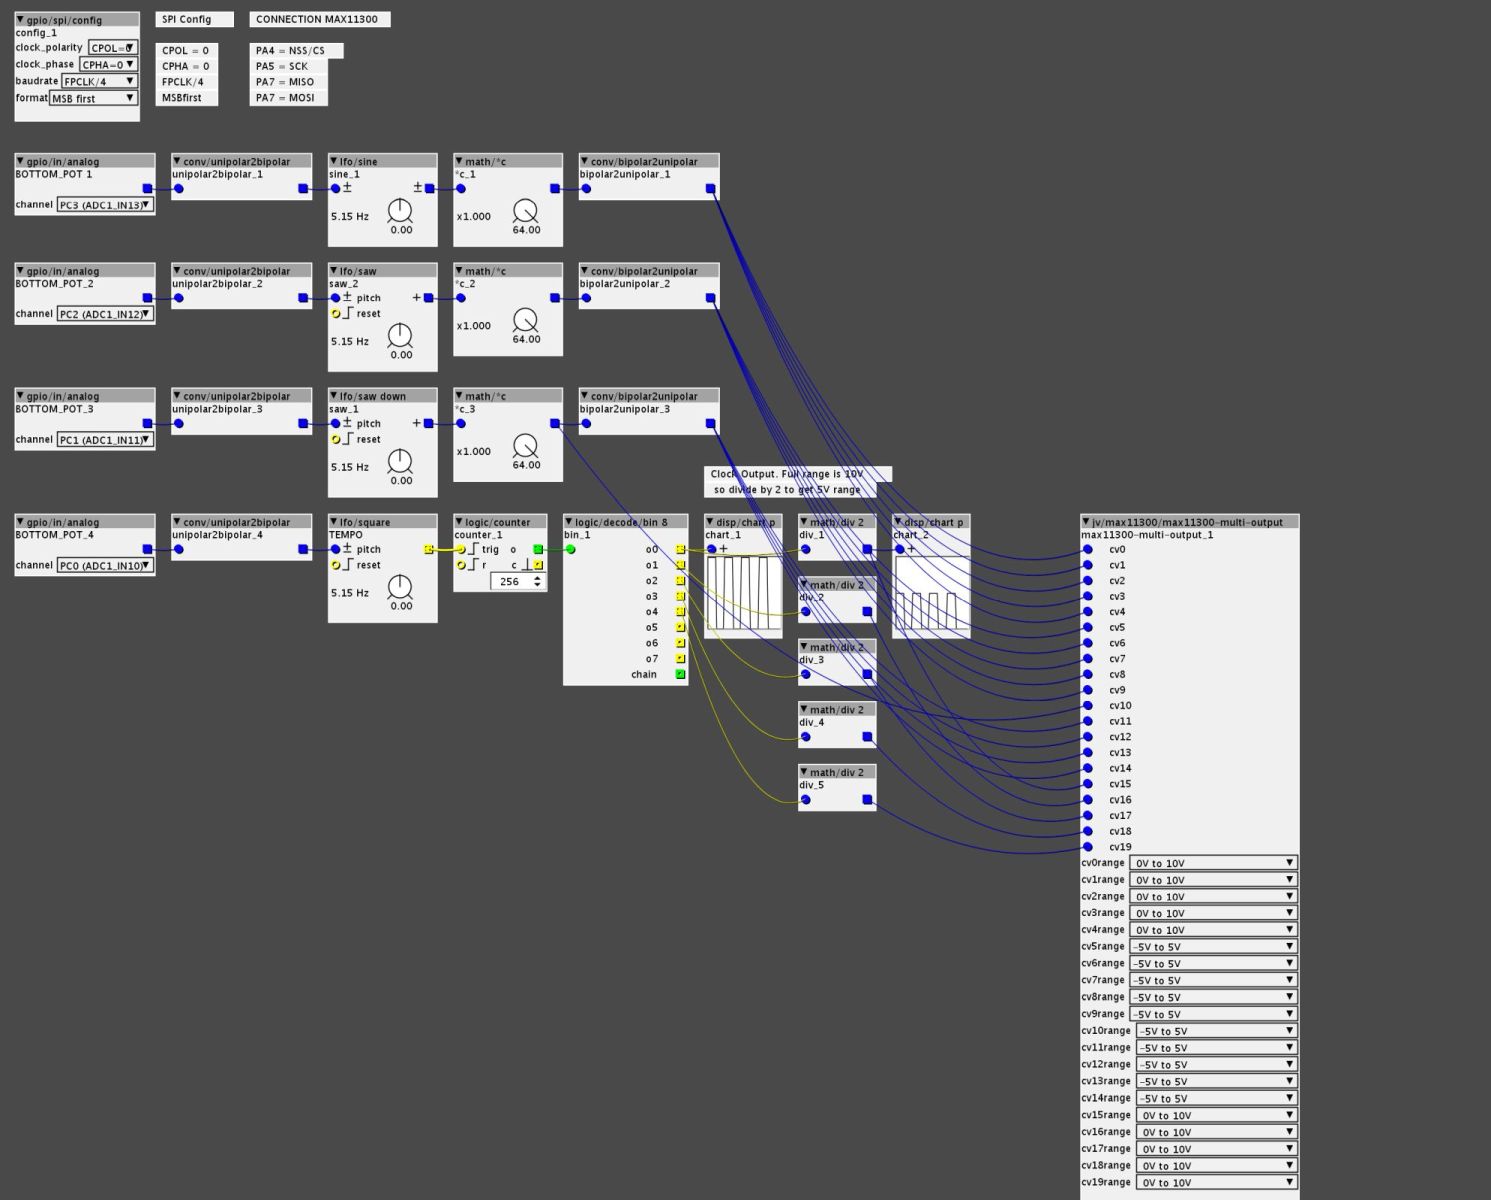 gpio/spi/config
config_1
clock_polarity CPOL=0
clock_phase CPHA=0
baudrate FPCLK/4
format MSB first
SPI Config
CPOL = 0
CPHA = 0
FPCLK/4
MSBfirst
CONNECTION MAX11300
PA4 = NSS/CS
PA5 = SCK
PA7 = MISO
PA7 = MOSI
gpio/in/analog
BOTTOM_POT 1
channel PC3 (ADC1_IN13)
conv/unipolar2bipolar
unipolar2bipolar_1
lfo/sine
sine_1
± ±
5.15 Hz
0.00
math/*c
*c_1
x1.000
64.00
conv/bipolar2unipolar
bipolar2unipolar_1
gpio/in/analog
BOTTOM_POT_2
channel PC2 (ADC1_IN12)
conv/unipolar2bipolar
unipolar2bipolar_2
lfo/saw
saw_2
± pitch +
reset
5.15 Hz
0.00
math/*c
*c_2
x1.000
64.00
conv/bipolar2unipolar
bipolar2unipolar_2
gpio/in/analog
BOTTOM_POT_3
channel PC1 (ADC1_IN11)
conv/unipolar2bipolar
unipolar2bipolar_3
lfo/saw down
saw_1
± pitch +
reset
5.15 Hz
0.00
math/*c
*c_3
x1.000
64.00
conv/bipolar2unipolar
bipolar2unipolar_3
Clock Output. Full range is 10V
so divide by 2 to get 5V range
gpio/in/analog
BOTTOM_POT_4
channel PC0 (ADC1_IN10)
conv/unipolar2bipolar
unipolar2bipolar_4
lfo/square
TEMPO
± pitch
reset
5.15 Hz
0.00
logic/counter
counter_1
trig o
r c
256
logic/decode/bin 8
bin_1
o0
o1
o2
o3
o4
o5
o6
o7
chain
disp/chart p
chart_1
+
math/div 2
div_1
math/div 2
div_2
math/div 2
div_3
math/div 2
div_4
math/div 2
div_5
disp/chart p
chart_2
+
jv/max11300/max11300-multi-output
max11300-multi-output_1
cv0
cv1
cv2
cv3
cv4
cv5
cv6
cv7
cv8
cv9
cv10
cv11
cv12
cv13
cv14
cv15
cv16
cv17
cv18
cv19
cv0range 0V to 10V
cv1range 0V to 10V
cv2range 0V to 10V
cv3range 0V to 10V
cv4range 0V to 10V
cv5range -5V to 5V
cv6range -5V to 5V
cv7range -5V to 5V
cv8range -5V to 5V
cv9range -5V to 5V
cv10range -5V to 5V
cv11range -5V to 5V
cv12range -5V to 5V
cv13range -5V to 5V
cv14range -5V to 5V
cv15range 0V to 10V
cv16range 0V to 10V
cv17range 0V to 10V
cv18range 0V to 10V
cv19range 0V to 10V